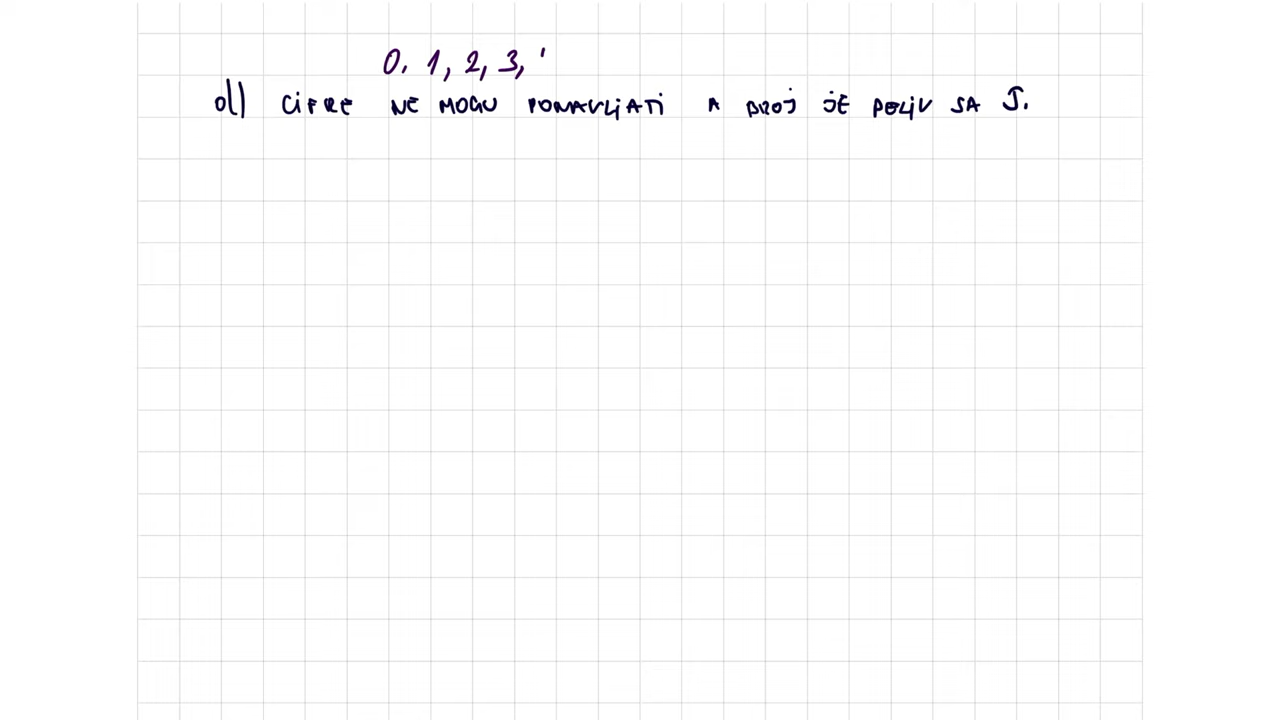 0, 1, 2, 3, '
d) CIFRE NE MOGU PONAVLJATI A BROJ JE DELJIV SA 5.